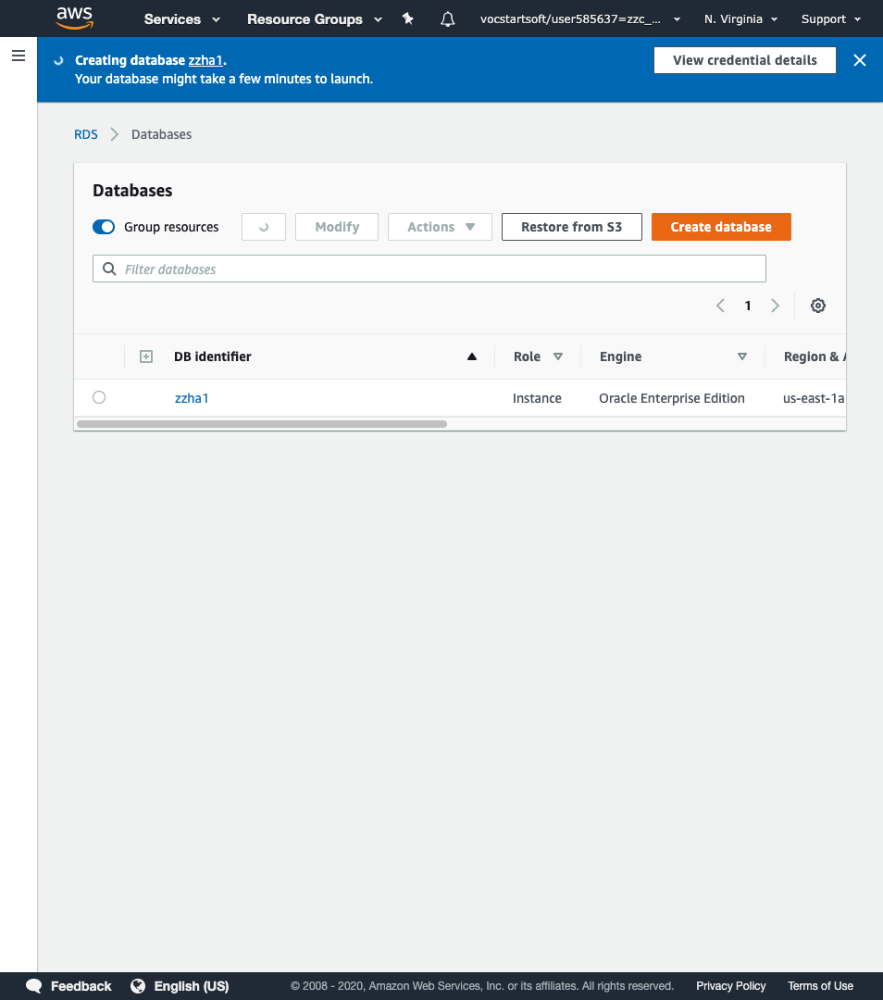 aws Services Resource Groups vocstartsoft/user585637=zzc_... N. Virginia Support
Creating database zzha1.
Your database might take a few minutes to launch.
View credential details
RDS Databases
Databases
Group resources Modify Actions Restore from S3 Create database
Filter databases
1
DB identifier Role Engine Region &
zzha1 Instance Oracle Enterprise Edition us-east-1a
Feedback English (US) © 2008 - 2020, Amazon Web Services, Inc. or its affiliates. All rights reserved. Privacy Policy Terms of Use